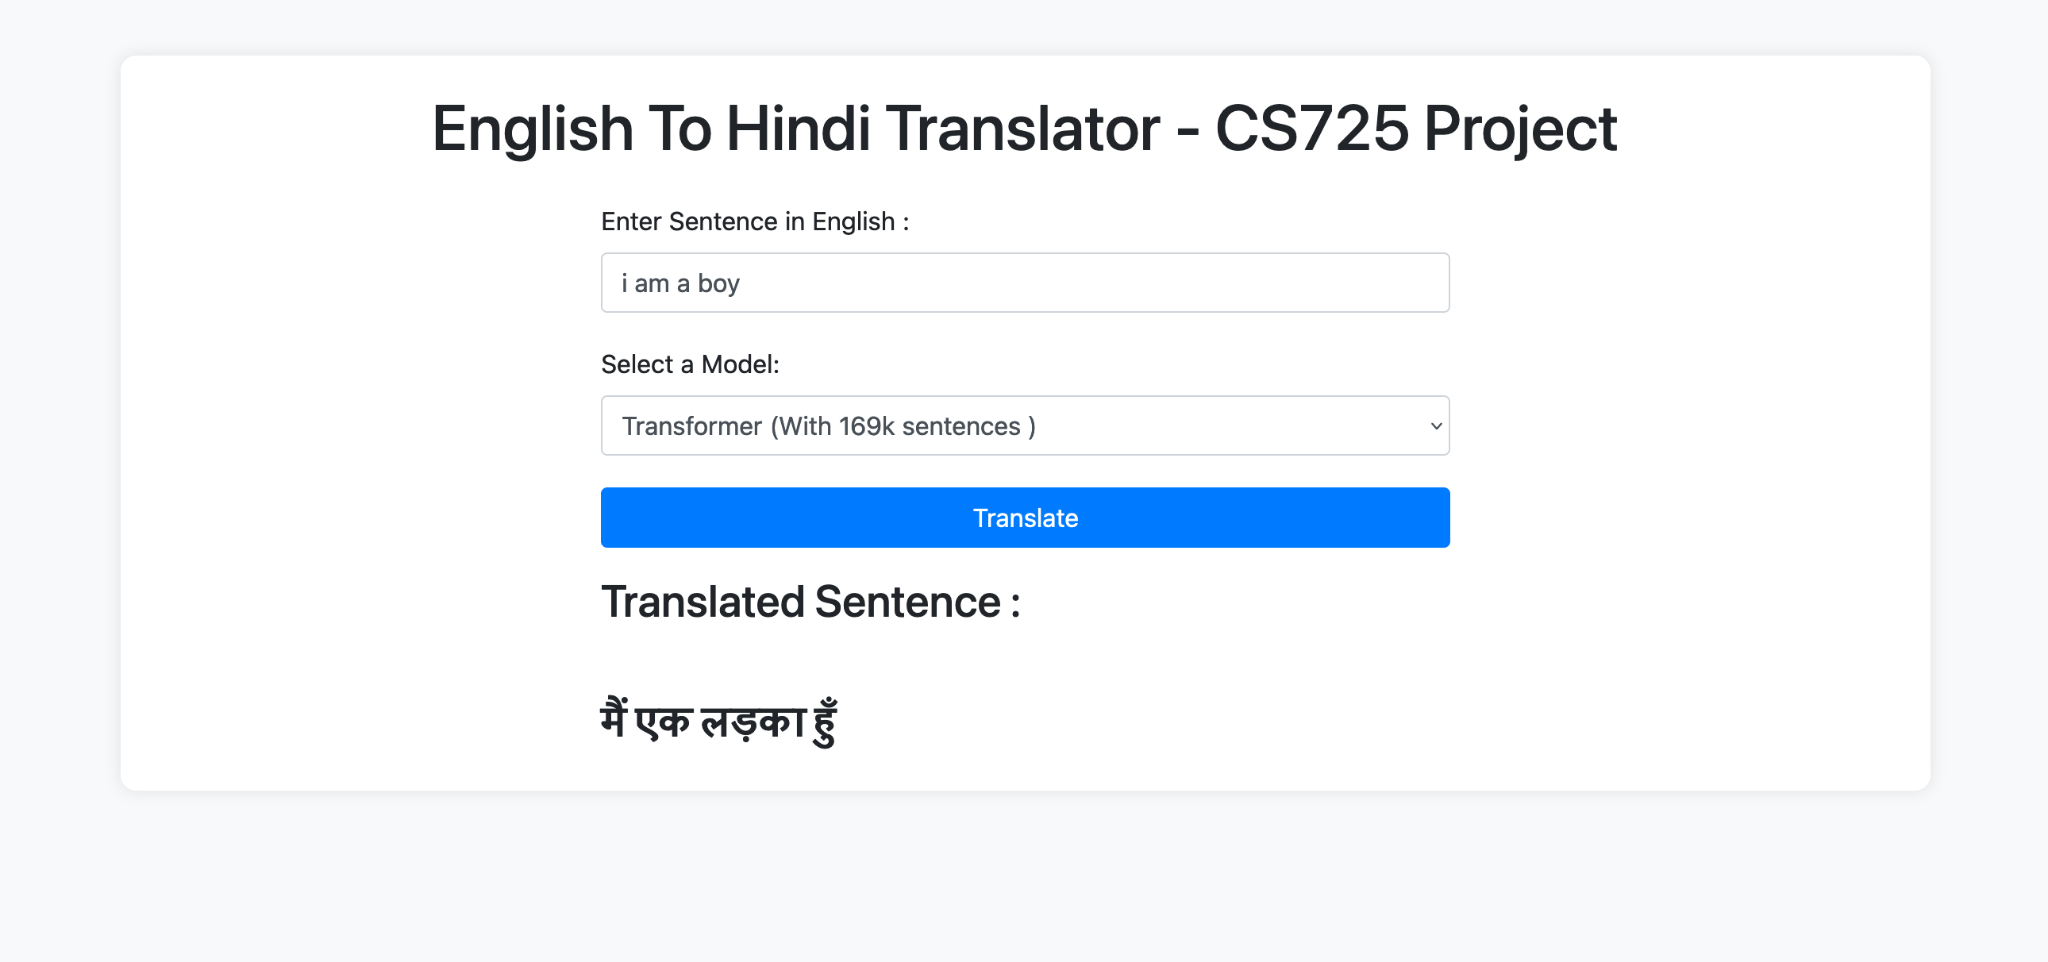 English To Hindi Translator - CS725 Project
Enter Sentence in English :
i am a boy
Select a Model:
Transformer (With 169k sentences )
Translate
Translated Sentence :
मैं एक लड़का हुँ